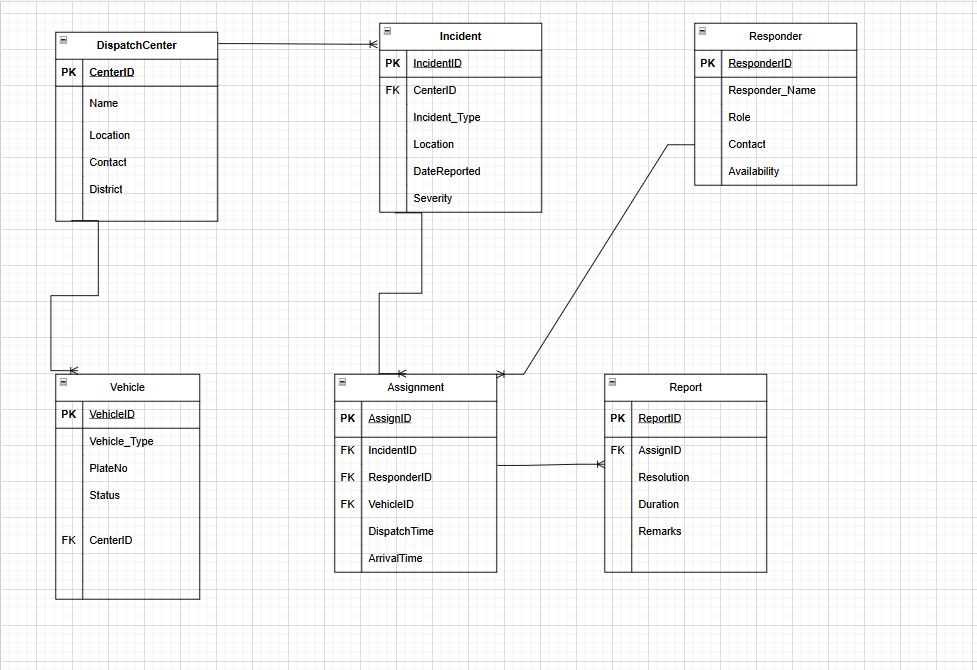 DispatchCenter
PK CenterID
Name
Location
Contact
District
Incident
PK IncidentID
FK CenterID
Incident_Type
Location
DateReported
Severity
Responder
PK ResponderID
Responder_Name
Role
Contact
Availability
Vehicle
PK VehicleID
Vehicle_Type
PlateNo
Status
FK CenterID
Assignment
PK AssignID
FK IncidentID
FK ResponderID
FK VehicleID
DispatchTime
ArrivalTime
Report
PK ReportID
FK AssignID
Resolution
Duration
Remarks